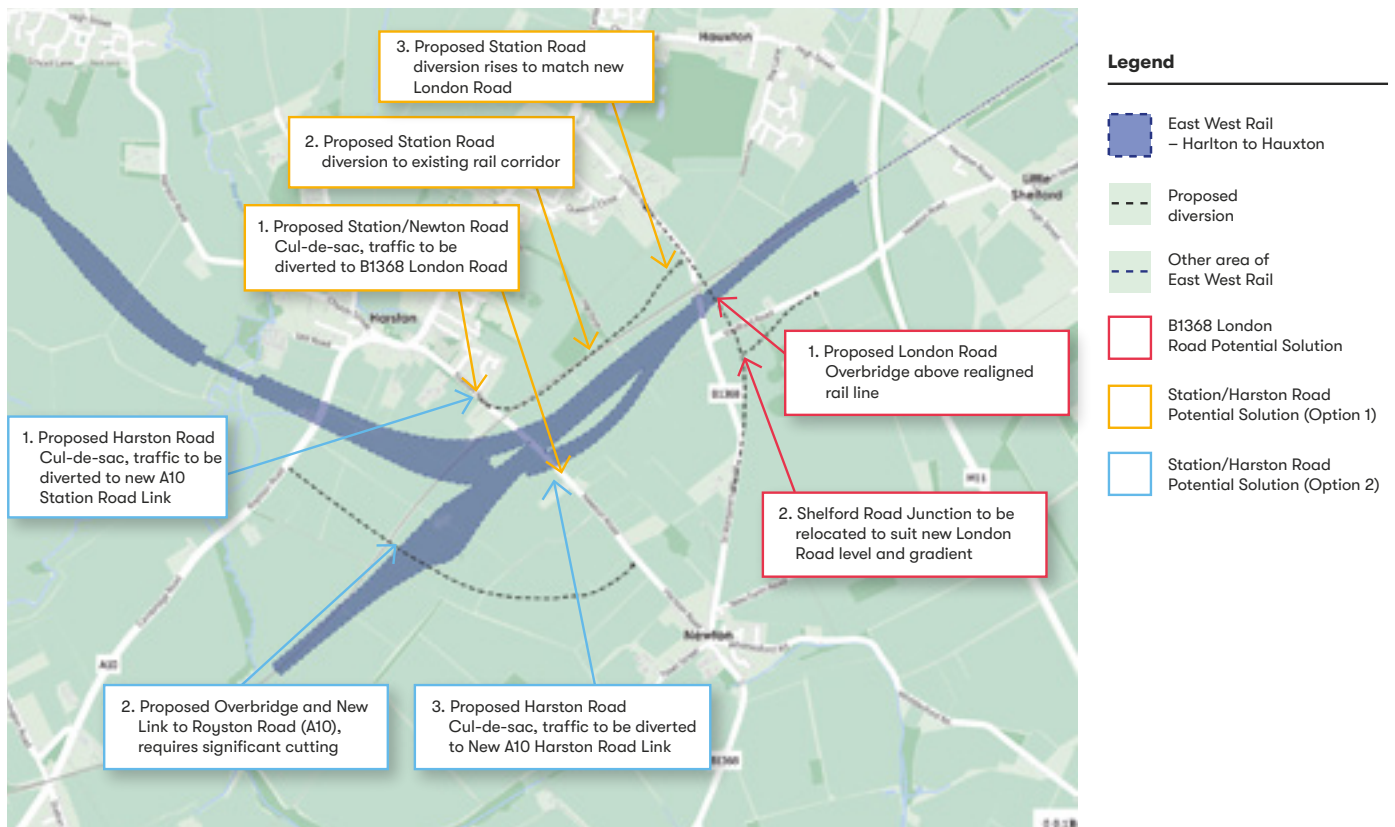 3. Proposed Station Road
diversion rises to match new
London Road
2. Proposed Station Road
diversion to existing rail corridor
1. Proposed Station/Newton Road
Cul-de-sac, traffic to be
diverted to B1368 London Road
1. Proposed London Road
Overbridge above realigned
rail line
1. Proposed Harston Road
Cul-de-sac, traffic to be
diverted to new A10
Station Road Link
2. Shelford Road Junction to be
relocated to suit new London
Road level and gradient
2. Proposed Overbridge and New
Link to Royston Road (A10),
requires significant cutting
3. Proposed Harston Road
Cul-de-sac, traffic to be diverted
to New A10 Harston Road Link
Hauxton
High Street
Little
Shelford
Newton Road
Harston
B1368
M11
A10
Newton
B1368
Legend
East West Rail
– Harlton to Hauxton
Proposed
diversion
Other area of
East West Rail
B1368 London
Road Potential Solution
Station/Harston Road
Potential Solution (Option 1)
Station/Harston Road
Potential Solution (Option 2)